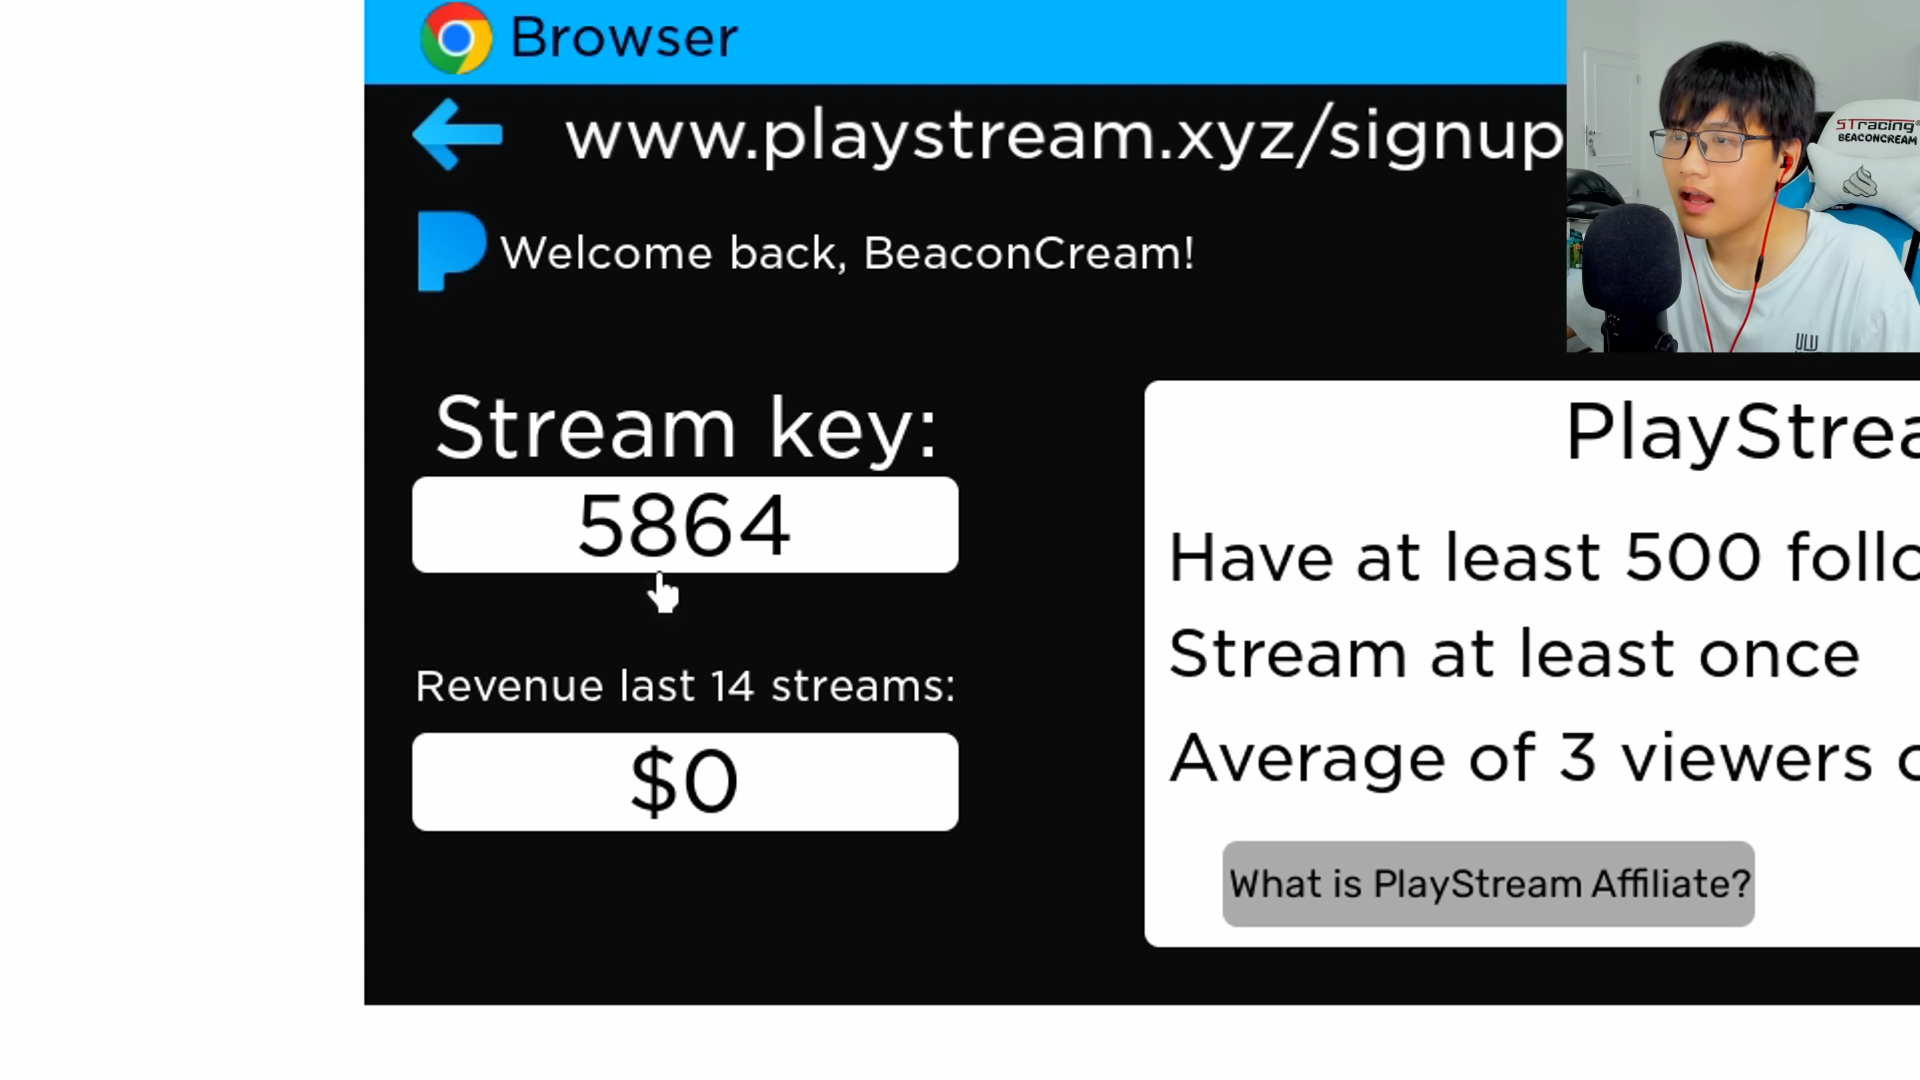 Browser
www.playstream.xyz/signup
STracing
BEACONCREAM
Welcome back, BeaconCream!
ULU
Stream key:
5864
PlayStrea
Have at least 500 follo
Stream at least once
Revenue last 14 streams:
$0
Average of 3 viewers o
What is PlayStream Affiliate?